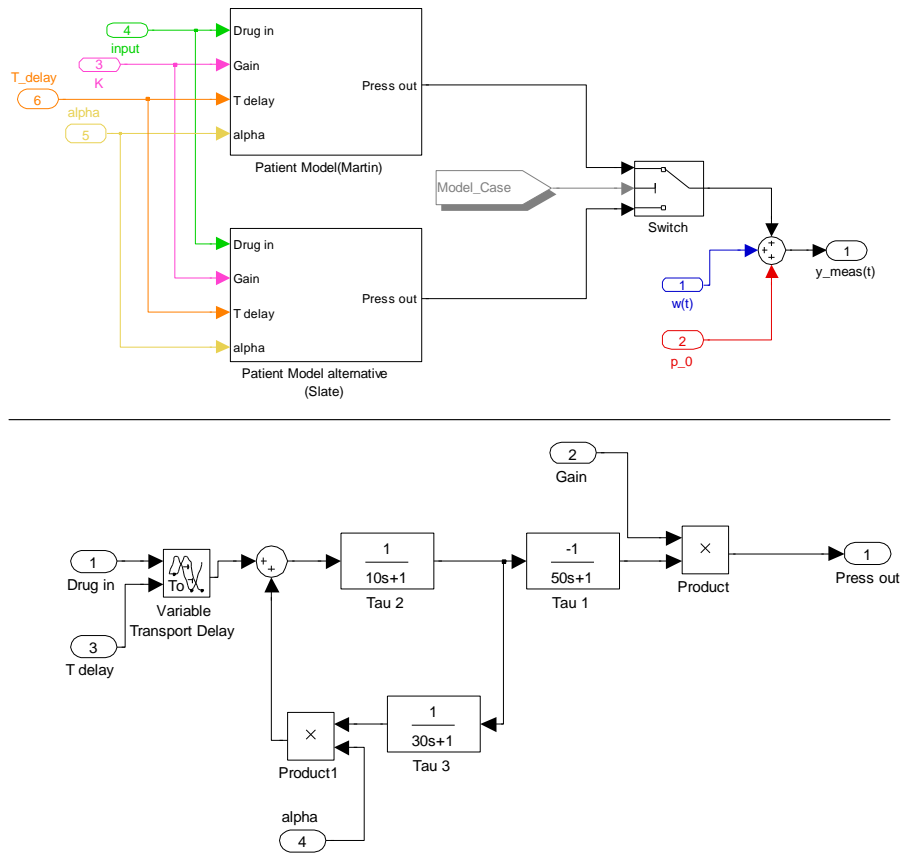 4
input
Drug in
3
K
Gain
T_delay
6
T delay
Press out
alpha
5
alpha
Patient Model(Martin)
Model_Case
Switch
Drug in
Gain
T delay
alpha
Press out
Patient Model alternative
(Slate)
+
+
+
1
y_meas(t)
1
w(t)
2
p_0
2
Gain
1
Drug in
To
Variable
Transport Delay
3
T delay
+
+
1
10s+1
Tau 2
-1
50s+1
Tau 1
×
Product
1
Press out
1
30s+1
Tau 3
×
Product1
alpha
4